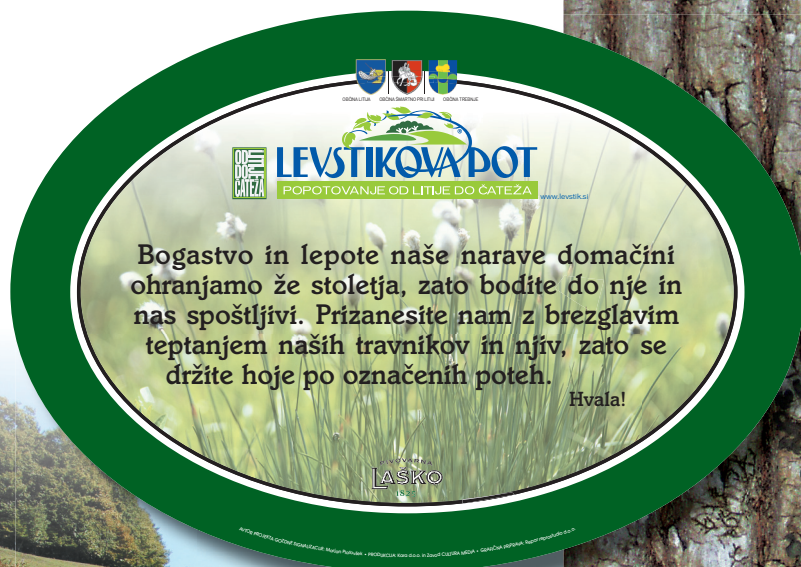 OBČINA LITIJA OBČINA ŠMARTNO PRI LITIJI OBČINA TREBNJE
OD LITIJE DO ČATEŽA
LEVSTIKOVA POT
POPOTOVANJE OD LITIJE DO ČATEŽA
www.levstik.si
Bogastvo in lepote naše narave domačini
ohranjamo že stoletja, zato bodite do nje in
nas spoštljivi. Prizanesite nam z brezglavim
teptanjem naših travnikov in njiv, zato se
držite hoje po označenih poteh.
Hvala!
PIVOVARNA
LAŠKO
1825